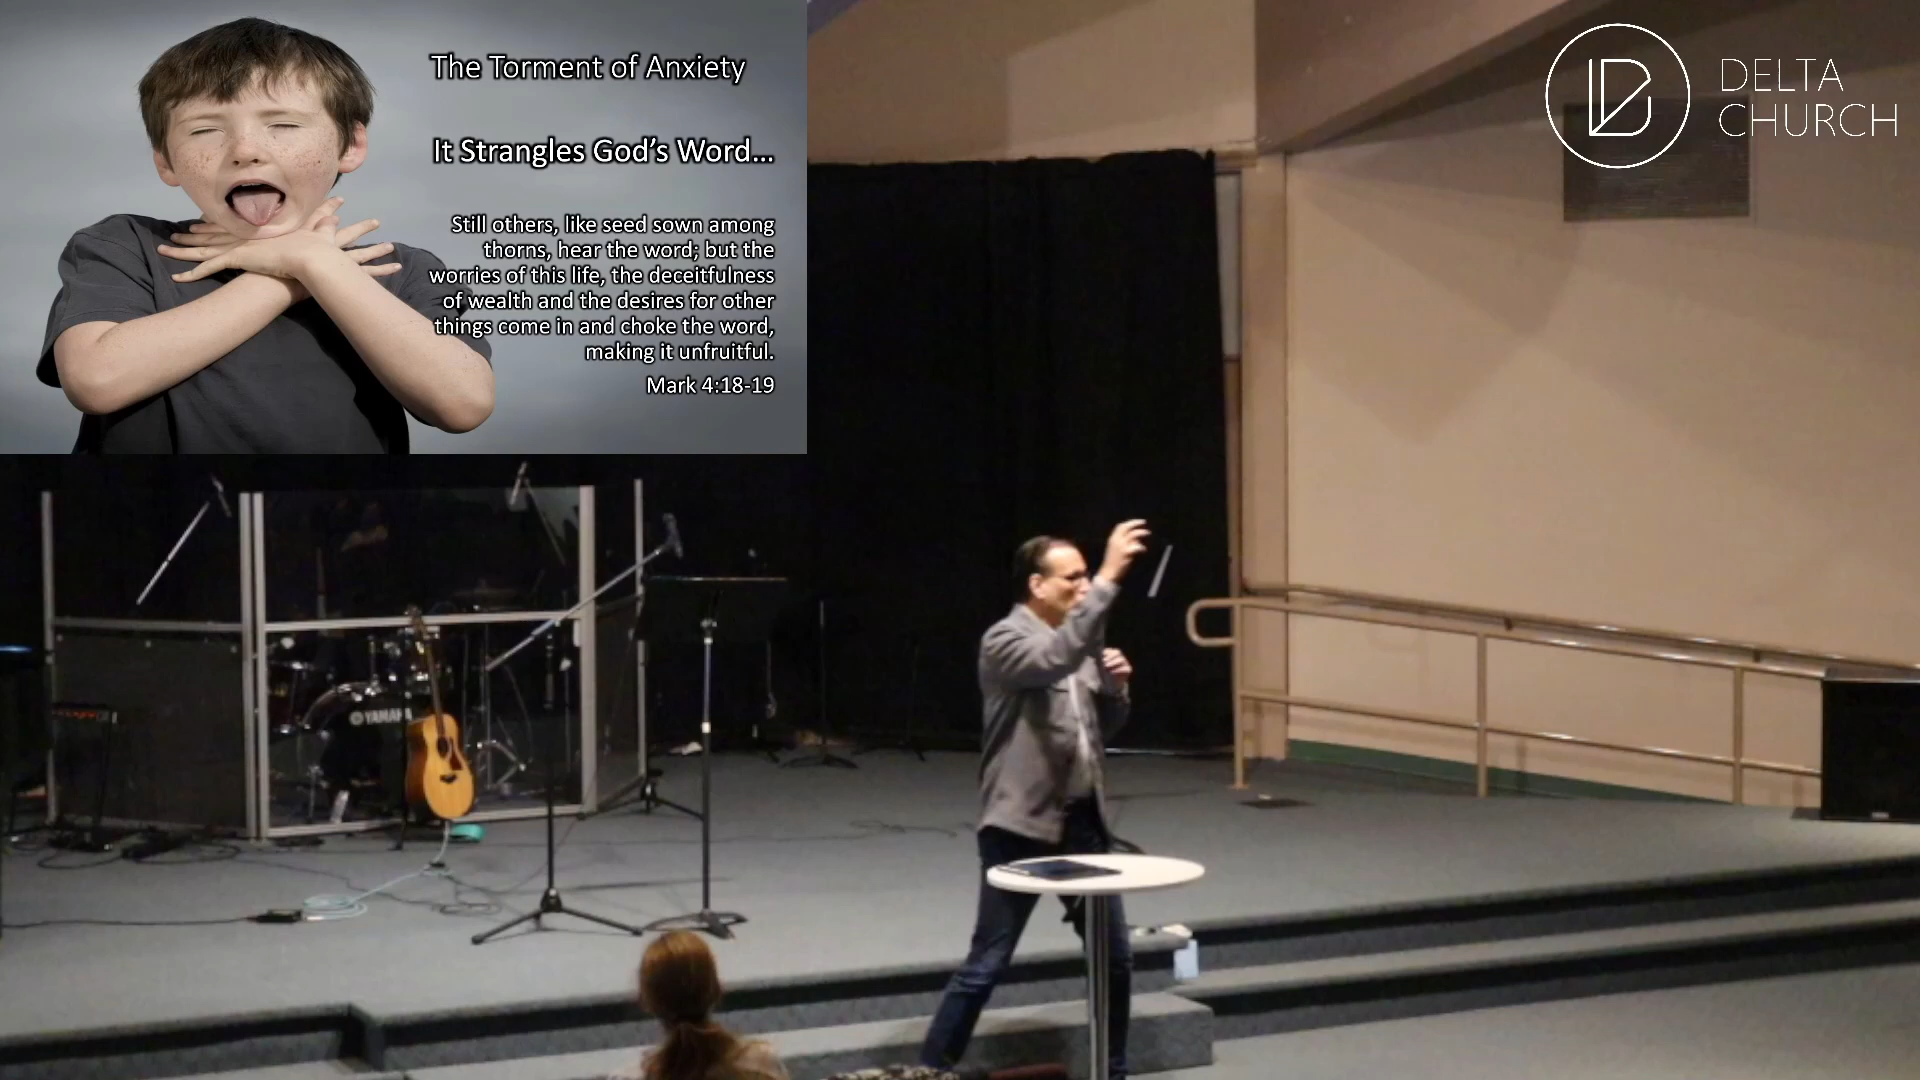 The Torment of Anxiety
It Strangles God's Word...
Still others, like seed sown among
thorns, hear the word; but the
worries of this life, the deceitfulness
of wealth and the desires for other
things come in and choke the word,
making it unfruitful.
Mark 4:18-19
DELTA
CHURCH
YAMAHA